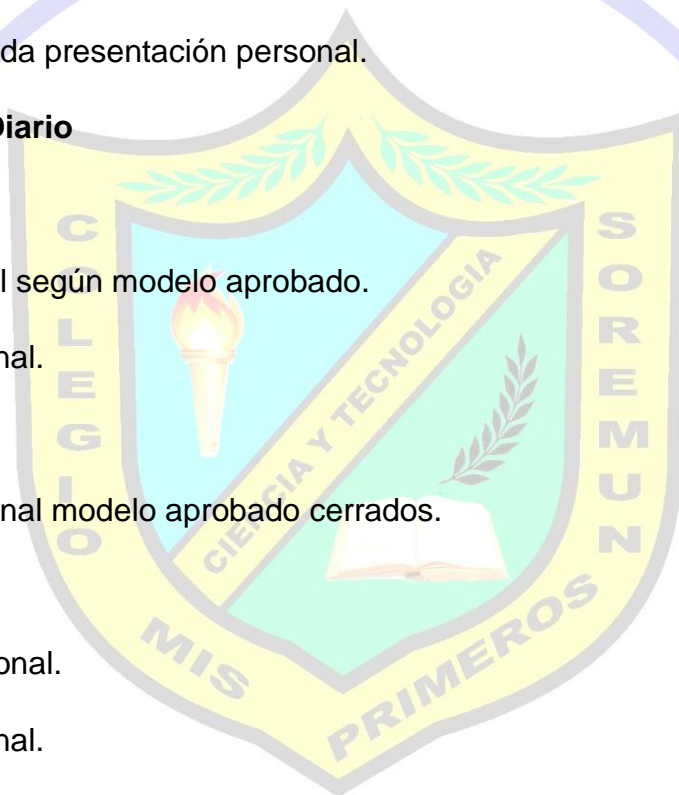 da presentación personal.
Diario
l según modelo aprobado.
nal.
nal modelo aprobado cerrados.
onal.
nal.
COLEGIO
MIS PRIMEROS
SOREMUN
CIENCIA Y TECNOLOGIA